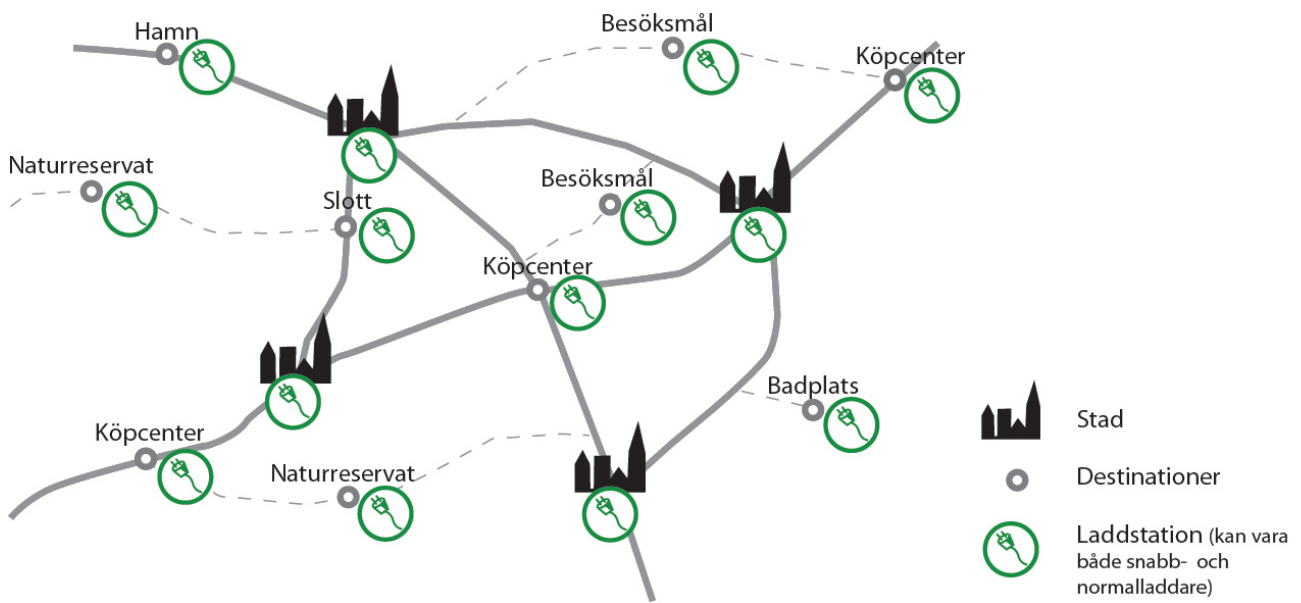 Hamn
Besöksmål
Köpcenter
Naturreservat
Slott
Besöksmål
Köpcenter
Badplats
Köpcenter
Naturreservat
Stad
Destinationer
Laddstation (kan vara
både snabb- och
normalladdare)